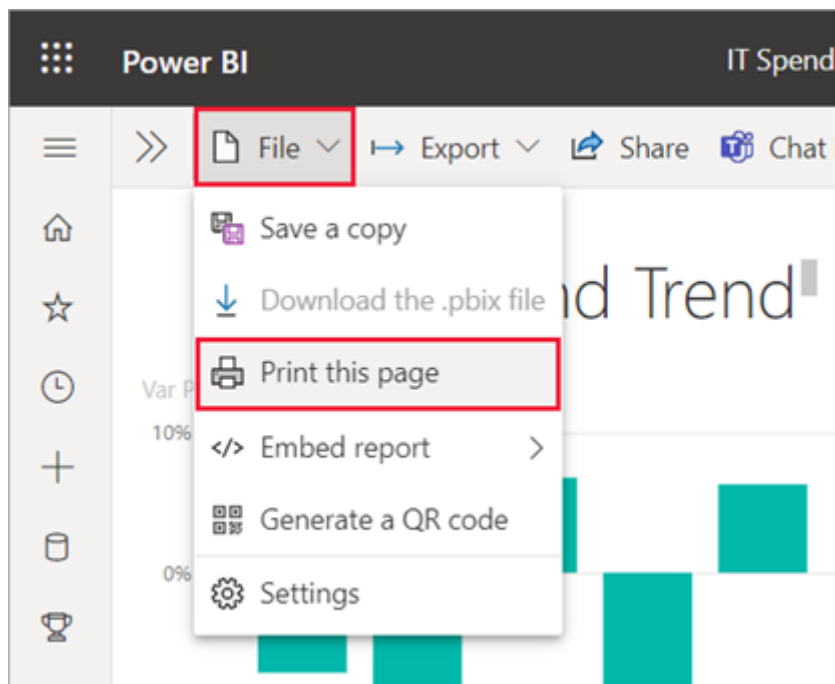 Power BI
IT Spend
File
Export
Share
Chat
Save a copy
Download the .pbix file
nd Trend
Print this page
Var P
10%
Embed report
Generate a QR code
0%
Settings